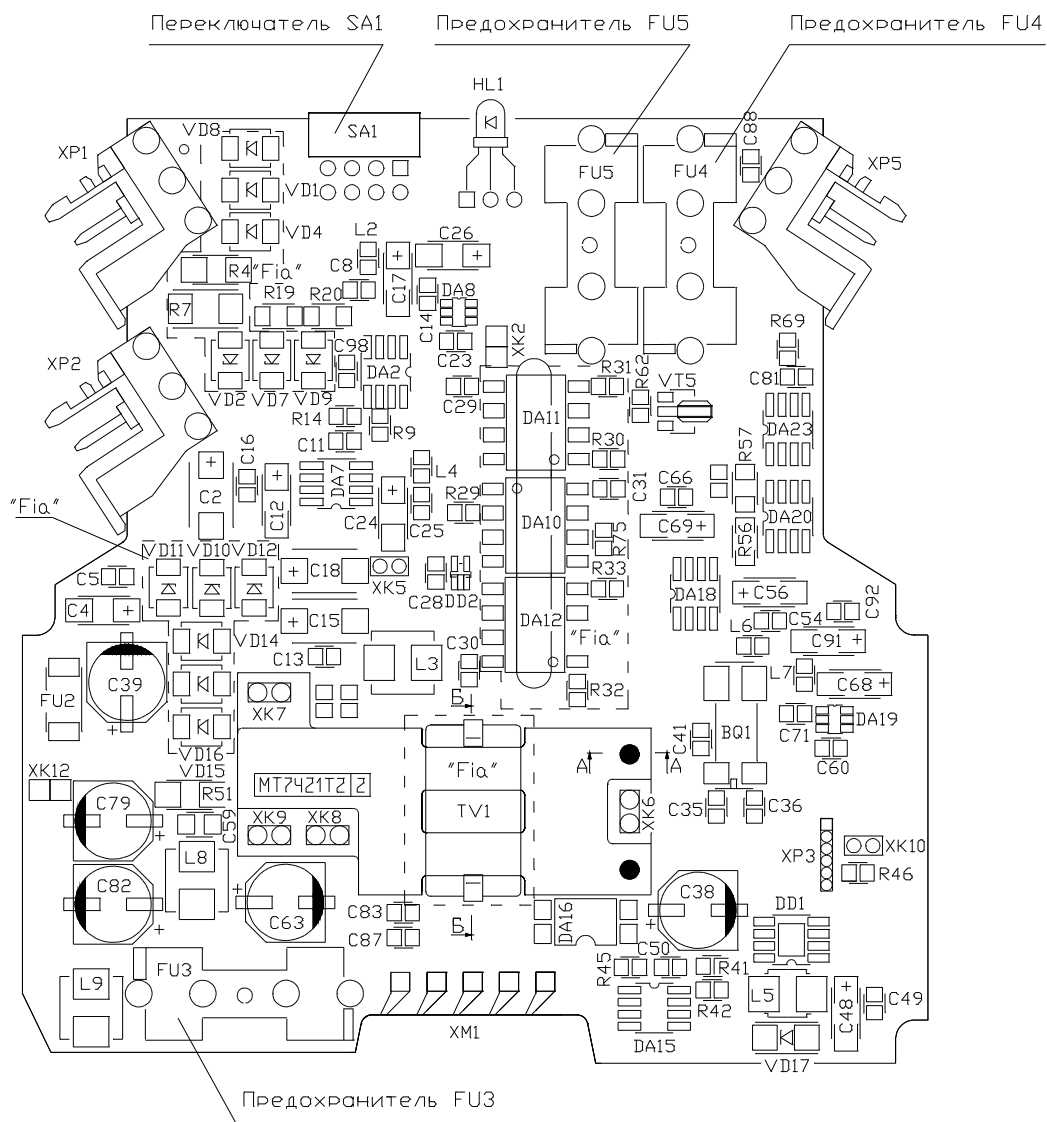 Переключатель SA1
Предохранитель FU5
Предохранитель FU4
HL1
VD8
SA1
C88
XP1
FU5
FU4
XP5
VD1
VD4
L2
C26
C8
R4
"Fia"
C17
DA8
R7
R19
R20
C14
XK2
R69
XP2
C98
C23
DA2
R31
R62
VT5
C81
VD2
VD7
VD9
C29
R14
R9
DA11
DA23
C11
R30
R57
C16
DA7
L4
C31
C66
"Fia"
C2
C12
C24
C25
R29
DA10
C69
R56
DA20
R75
VD11
VD10
VD12
C5
C18
XK5
C28
DD2
R33
DA18
C56
C4
C15
DA12
"Fia"
C54
C92
VD14
C30
L6
C91
C13
L3
C39
L7
C68
FU2
R32
XK7
Б
C71
DA19
C41
BQ1
VD16
C60
XK12
VD15
"Fia"
А
А
MT7421T2
2
R51
C79
C59
TV1
XK6
C35
C36
XK9
XK8
XP3
XK10
L8
R46
C82
C63
C38
C83
DA16
DD1
C87
Б
FU3
C50
R45
R41
L9
R42
L5
C48
C49
XM1
DA15
VD17
Предохранитель FU3